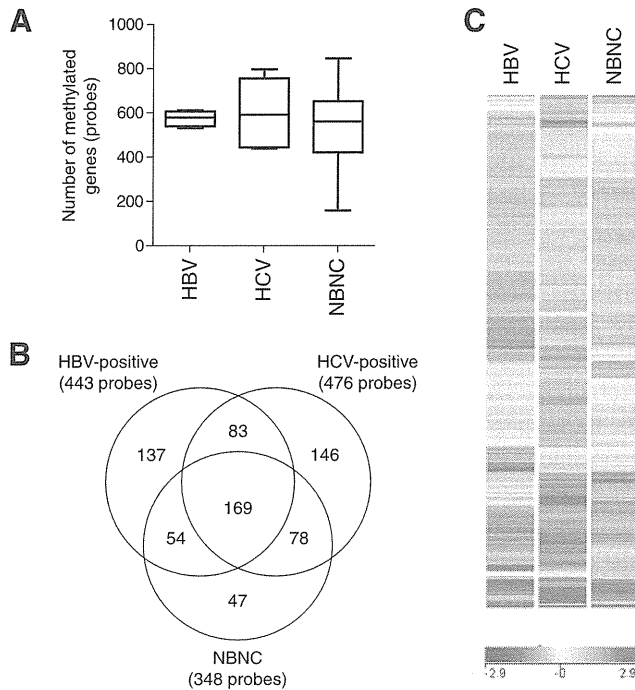 A
Number of methylated
genes (probes)
1000
800
600
400
200
0
HBV
HCV
NBNC
B
HBV-positive
(443 probes)
HCV-positive
(476 probes)
83
137
146
169
54
78
47
NBNC
(348 probes)
C
HBV
HCV
NBNC
-2.9
-0
2.9